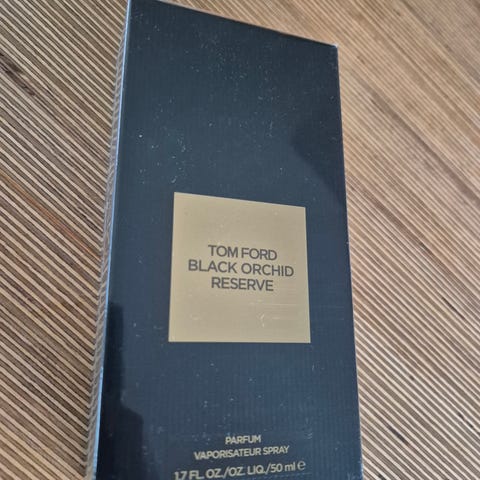 TOM FORD
BLACK ORCHID
RESERVE
PARFUM
VAPORISATEUR SPRAY
1.7 FL. OZ./OZ. LIQ./50 ml ℮